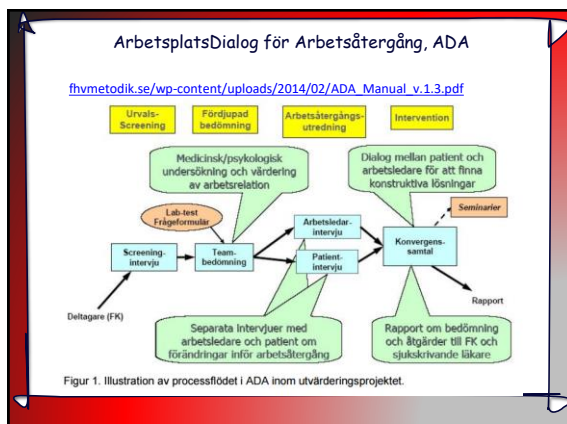 ArbetsplatsDialog för Arbetsåtergång, ADA
fhvmetodik.se/wp-content/uploads/2014/02/ADA_Manual_v.1.3.pdf
Urvals-
Screening
Fördjupad
bedömning
Arbetsåtergångs-
utredning
Intervention
Medicinsk/psykologisk
undersökning och värdering
av arbetsrelation
Dialog mellan patient och
arbetsledare för att finna
konstruktiva lösningar
Lab-test
Frågeformulär
Seminarier
Arbetsledar-
intervju
Screening-
intervju
Team-
bedömning
Patient-
intervju
Konvergens-
samtal
Rapport
Deltagare (FK)
Separata Intervjuer med
arbetsledare och patient om
förändringar inför arbetsåtergång
Rapport om bedömning
och åtgärder till FK och
sjukskrivande läkare
Figur 1. Illustration av processflödet i ADA inom utvärderingsprojektet.